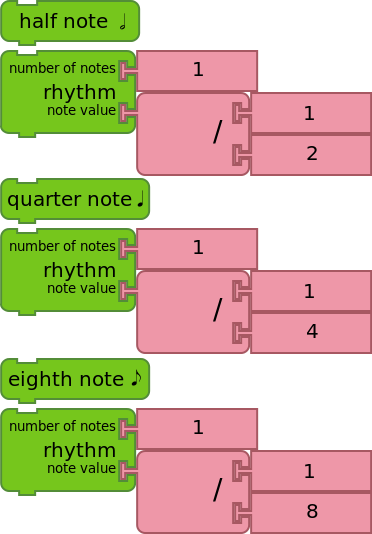 half note 𝅗𝅥
number of notes 1
rhythm
note value / 1
2
quarter note ♩
number of notes 1
rhythm
note value / 1
4
eighth note ♪
number of notes 1
rhythm
note value / 1
8